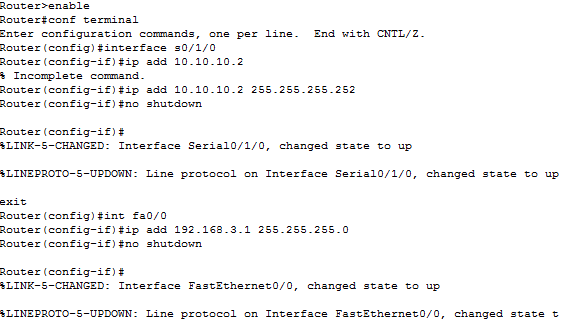 Router>enable
Router#conf terminal
Enter configuration commands, one per line.  End with CNTL/Z.
Router(config)#interface s0/1/0
Router(config-if)#ip add 10.10.10.2
% Incomplete command.
Router(config-if)#ip add 10.10.10.2 255.255.255.252
Router(config-if)#no shutdown
Router(config-if)#
%LINK-5-CHANGED: Interface Serial0/1/0, changed state to up
%LINEPROTO-5-UPDOWN: Line protocol on Interface Serial0/1/0, changed state to up
exit
Router(config)#int fa0/0
Router(config-if)#ip add 192.168.3.1 255.255.255.0
Router(config-if)#no shutdown
Router(config-if)#
%LINK-5-CHANGED: Interface FastEthernet0/0, changed state to up
%LINEPROTO-5-UPDOWN: Line protocol on Interface FastEthernet0/0, changed state t